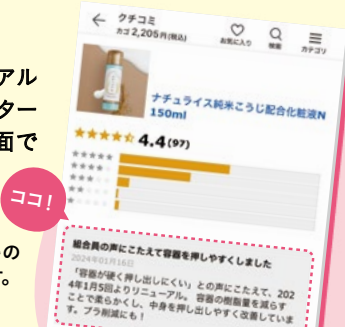 クチコミ
カゴ 2,205円(税込)
お気に入り
検索
カテゴリ
アル
ター
面で
ナチュライス純米こうじ配合化粧液N
150ml
★★★★★ 4.4(97)
★★★★★
★★★★
★★★
★★
★
ココ!
の
す。
組合員の声にこたえて容器を押しやすくしました
2024年01月16日
「容器が硬く押し出しにくい」との声にこたえて、202
4年1月5日よりリニューアル。容器の樹脂量を減らす
ことで柔らかくし、中身を押し出しやすく改善していま
す。プラ削減にも!